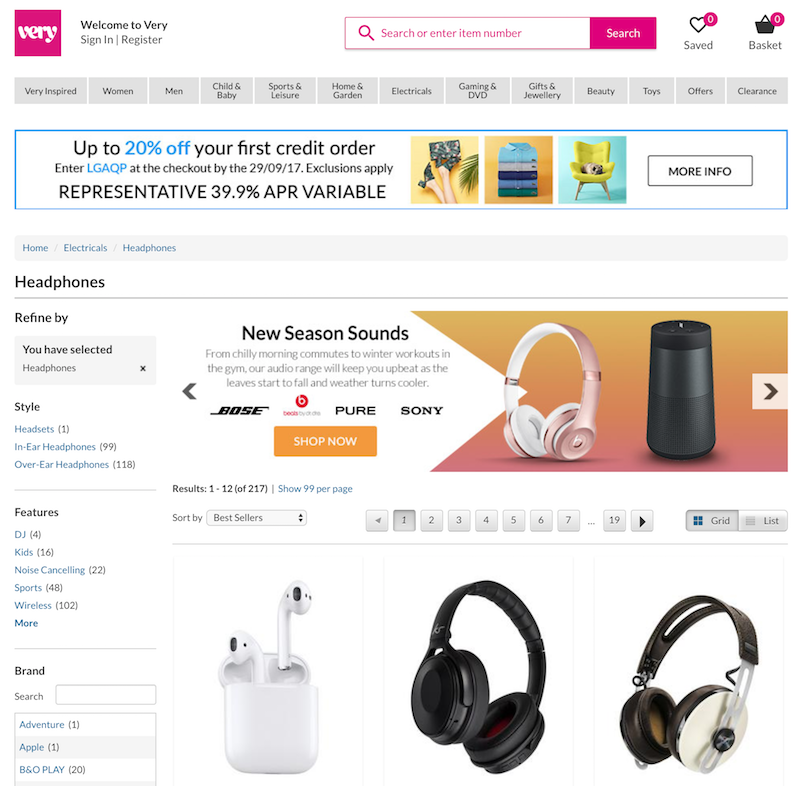 very
Welcome to Very
Sign In | Register
Search or enter item number
Search
0
Saved
0
Basket
Very Inspired
Women
Men
Child &
Baby
Sports &
Leisure
Home &
Garden
Electricals
Gaming &
DVD
Gifts &
Jewellery
Beauty
Toys
Offers
Clearance
Up to 20% off your first credit order
Enter LGAQP at the checkout by the 29/09/17. Exclusions apply
REPRESENTATIVE 39.9% APR VARIABLE
MORE INFO
Home / Electricals / Headphones
Headphones
Refine by
You have selected
Headphones x
Style
Headsets (1)
In-Ear Headphones (99)
Over-Ear Headphones (118)
Features
DJ (4)
Kids (16)
Noise Cancelling (22)
Sports (48)
Wireless (102)
More
Brand
Search
Adventure (1)
Apple (1)
B&O PLAY (20)
New Season Sounds
From chilly morning commutes to winter workouts in
the gym, our audio range will keep you upbeat as the
leaves start to fall and weather turns cooler.
BOSE
beats by dr. dre
PURE
SONY
SHOP NOW
Results: 1 - 12 (of 217) | Show 99 per page
Sort by Best Sellers
1 2 3 4 5 6 7 ... 19
Grid List